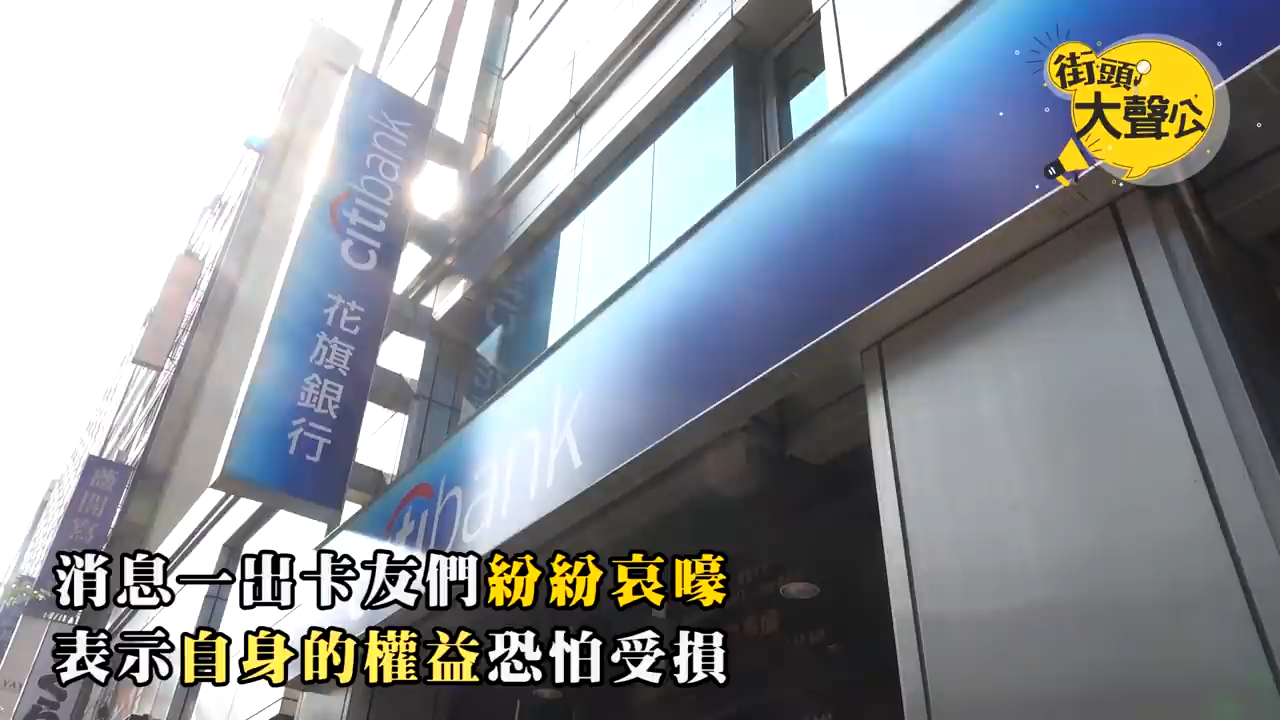 街頭
大聲公
citibank
花旗銀行
citibank
消息一出卡友們紛紛哀嚎
表示自身的權益恐怕受損